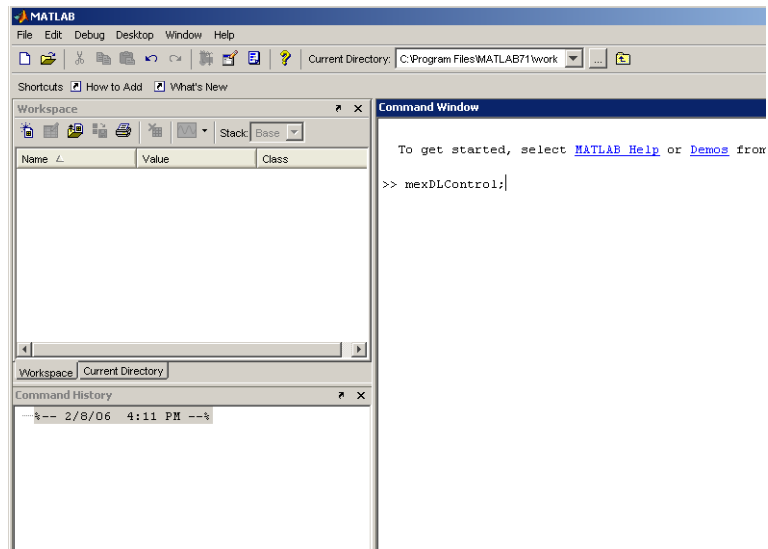 MATLAB
File Edit Debug Desktop Window Help
Current Directory: C:\Program Files\MATLAB71\work ...
Shortcuts How to Add What's New
Workspace
Stack: Base
Name Value Class
Workspace Current Directory
Command History
%-- 2/8/06 4:11 PM --%
Command Window
To get started, select MATLAB Help or Demos from
>> mexDLControl;